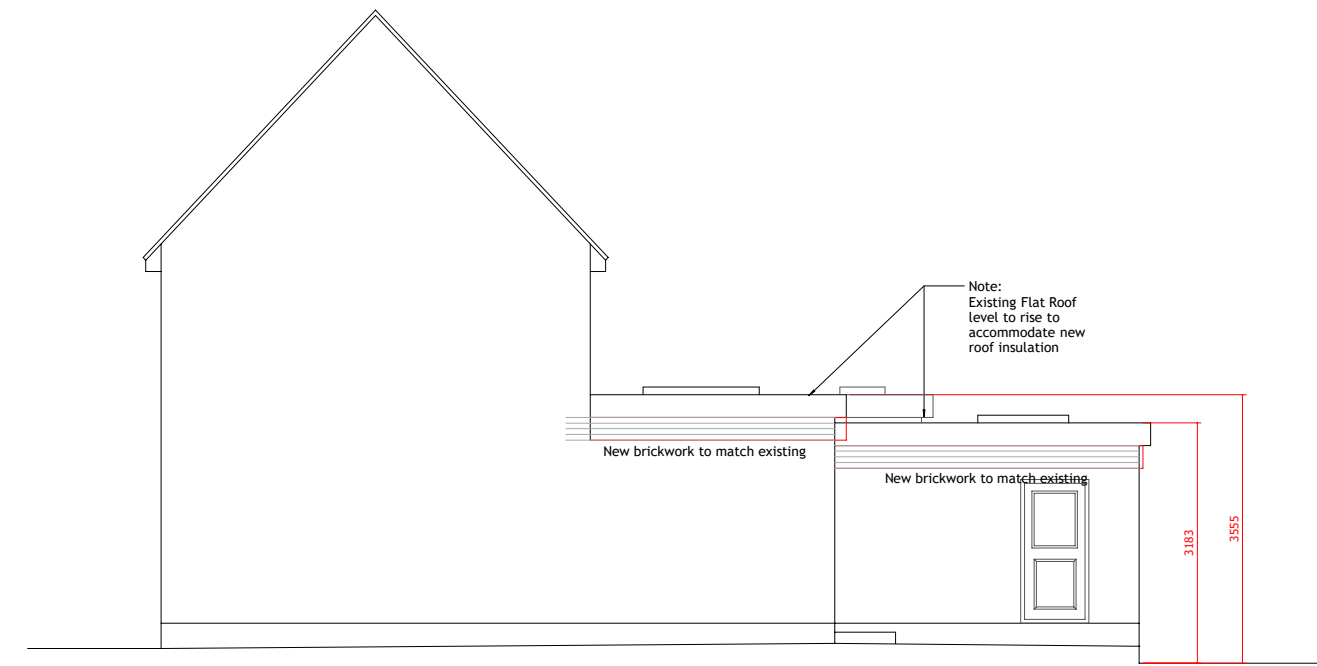 Note:
Existing Flat Roof
level to rise to
accommodate new
roof insulation
New brickwork to match existing
New brickwork to match existing
3183
3555